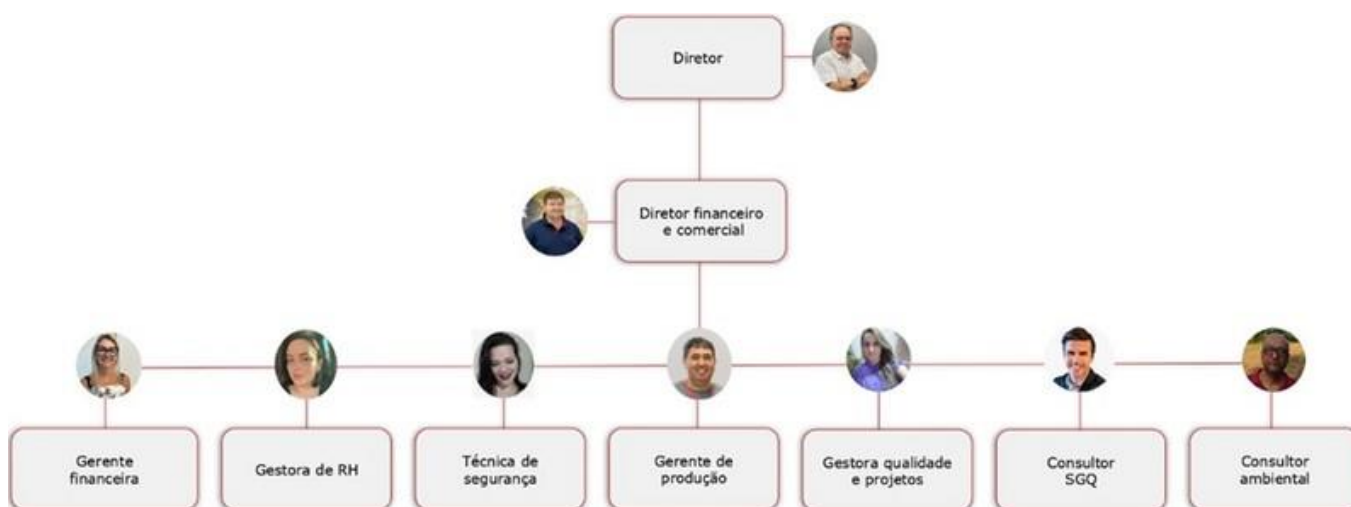 Diretor
Diretor financeiro
e comercial
Gerente
financeira
Gestora de RH
Técnica de
segurança
Gerente de
produção
Gestora qualidade
e projetos
Consultor
SGQ
Consultor
ambiental